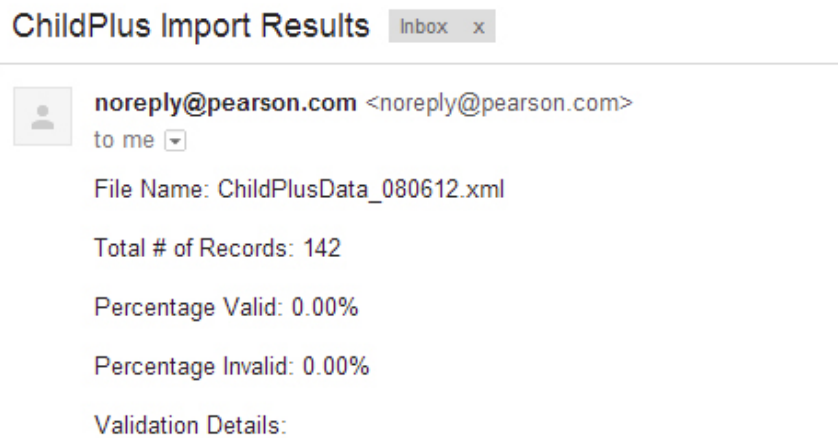 ChildPlus Import Results Inbox x
noreply@pearson.com <noreply@pearson.com>
to me
File Name: ChildPlusData_080612.xml
Total # of Records: 142
Percentage Valid: 0.00%
Percentage Invalid: 0.00%
Validation Details: